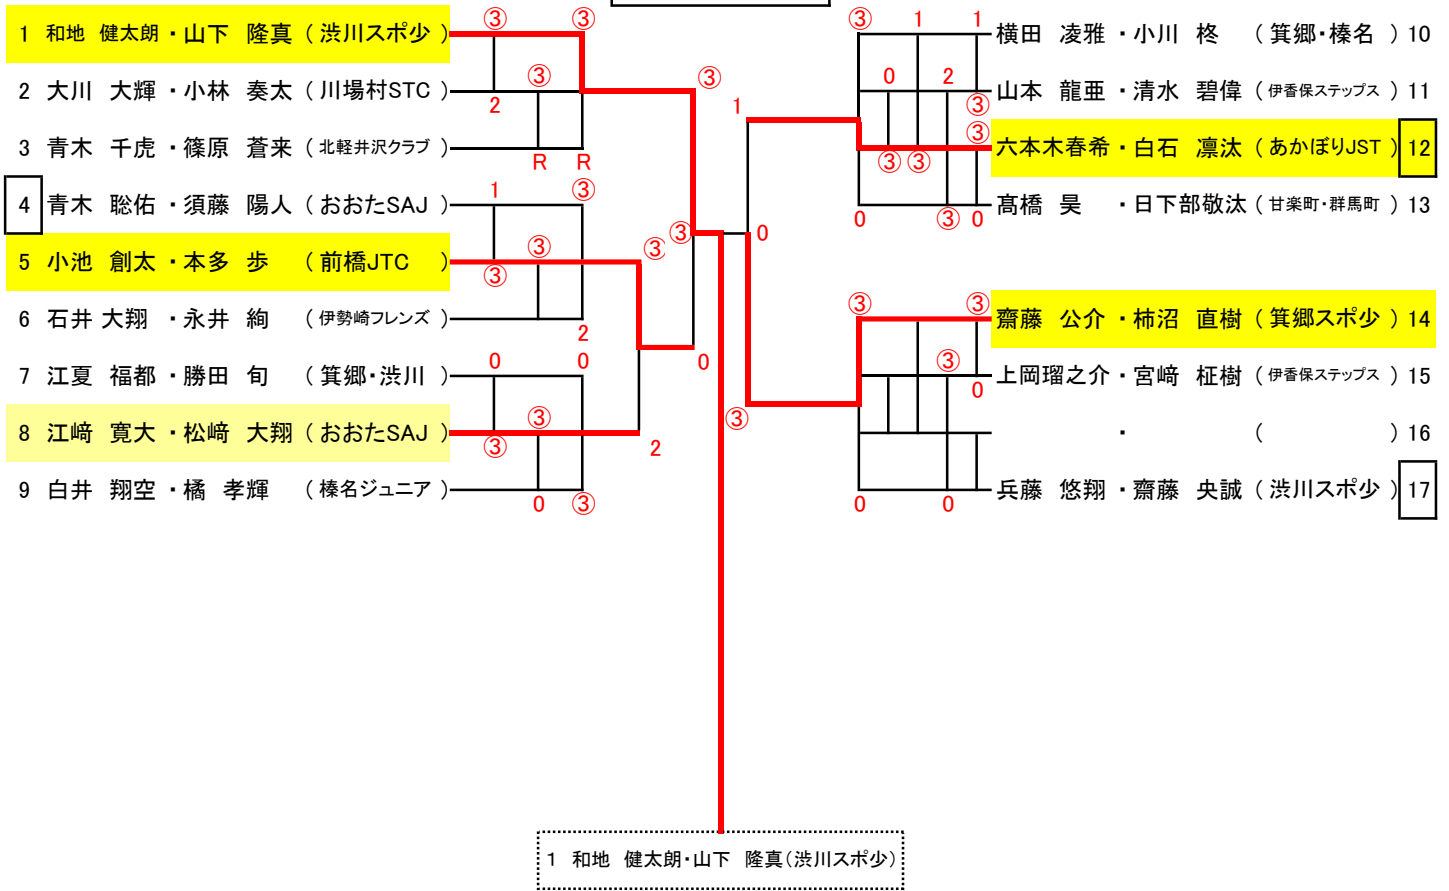 ③ ③ ③ 1 1
1 和地 健太朗・山下 隆真 (渋川スポ少)
横田 凌雅・小川 柊 (箕郷・榛名) 10
③ ③ 0 2
2 大川 大輝・小林 奏太 (川場村STC)
山本 龍亜・清水 碧偉 (伊香保ステップス) 11
2 1 ③
③
3 青木 千虎・篠原 蒼来 (北軽井沢クラブ)
六本木春希・白石 凛汰 (あかぼりJST) 12
R R ③ ③
1 ③
4 青木 聡佑・須藤 陽人 (おおたSAJ)
髙橋 昊 ・日下部敬汰 (甘楽町・群馬町) 13
0 ③ 0
③ ③ ③ 0
5 小池 創太・本多 歩 (前橋JTC)
③
③ ③
6 石井 大翔・永井 絢 (伊勢崎フレンズ)
齋藤 公介・柿沼 直樹 (箕郷スポ少) 14
2
0 0 0 ③
7 江夏 福都・勝田 旬 (箕郷・渋川)
上岡瑠之介・宮﨑 柾樹 (伊香保ステップス) 15
0
③ ③
8 江﨑 寛大・松﨑 大翔 (おおたSAJ)
・ ( ) 16
③ 2
9 白井 翔空・橘 孝輝 (榛名ジュニア)
兵藤 悠翔・齋藤 央誠 (渋川スポ少) 17
0 ③ 0 0
1 和地 健太朗・山下 隆真(渋川スポ少)